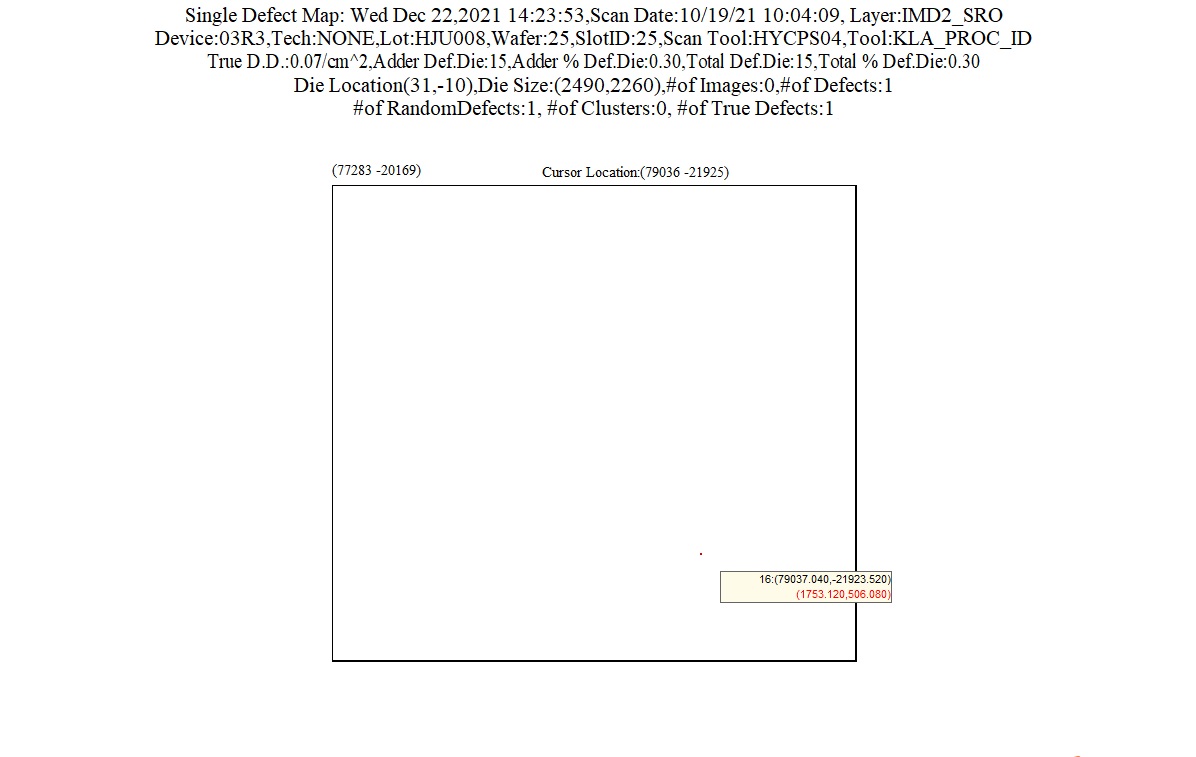 Single Defect Map: Wed Dec 22,2021 14:23:53,Scan Date:10/19/21 10:04:09, Layer:IMD2_SRO
Device:03R3,Tech:NONE,Lot:HJU008,Wafer:25,SlotID:25,Scan Tool:HYCPS04,Tool:KLA_PROC_ID
True D.D.:0.07/cm^2,Adder Def.Die:15,Adder % Def.Die:0.30,Total Def.Die:15,Total % Def.Die:0.30
Die Location(31,-10),Die Size:(2490,2260),#of Images:0,#of Defects:1
#of RandomDefects:1, #of Clusters:0, #of True Defects:1
(77283 -20169)
Cursor Location:(79036 -21925)
16:(79037.040,-21923.520)
(1753.120,506.080)